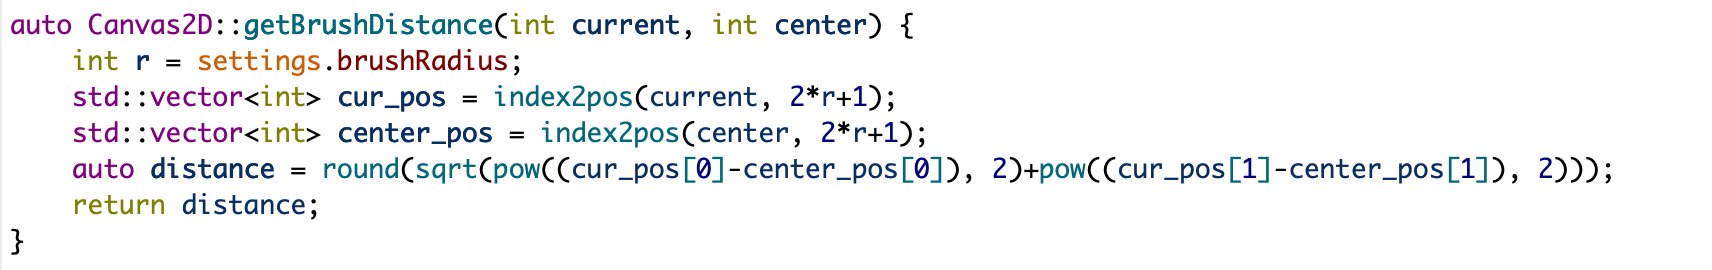 auto Canvas2D::getBrushDistance(int current, int center) {
    int r = settings.brushRadius;
    std::vector<int> cur_pos = index2pos(current, 2*r+1);
    std::vector<int> center_pos = index2pos(center, 2*r+1);
    auto distance = round(sqrt(pow((cur_pos[0]-center_pos[0]), 2)+pow((cur_pos[1]-center_pos[1]), 2)));
    return distance;
}